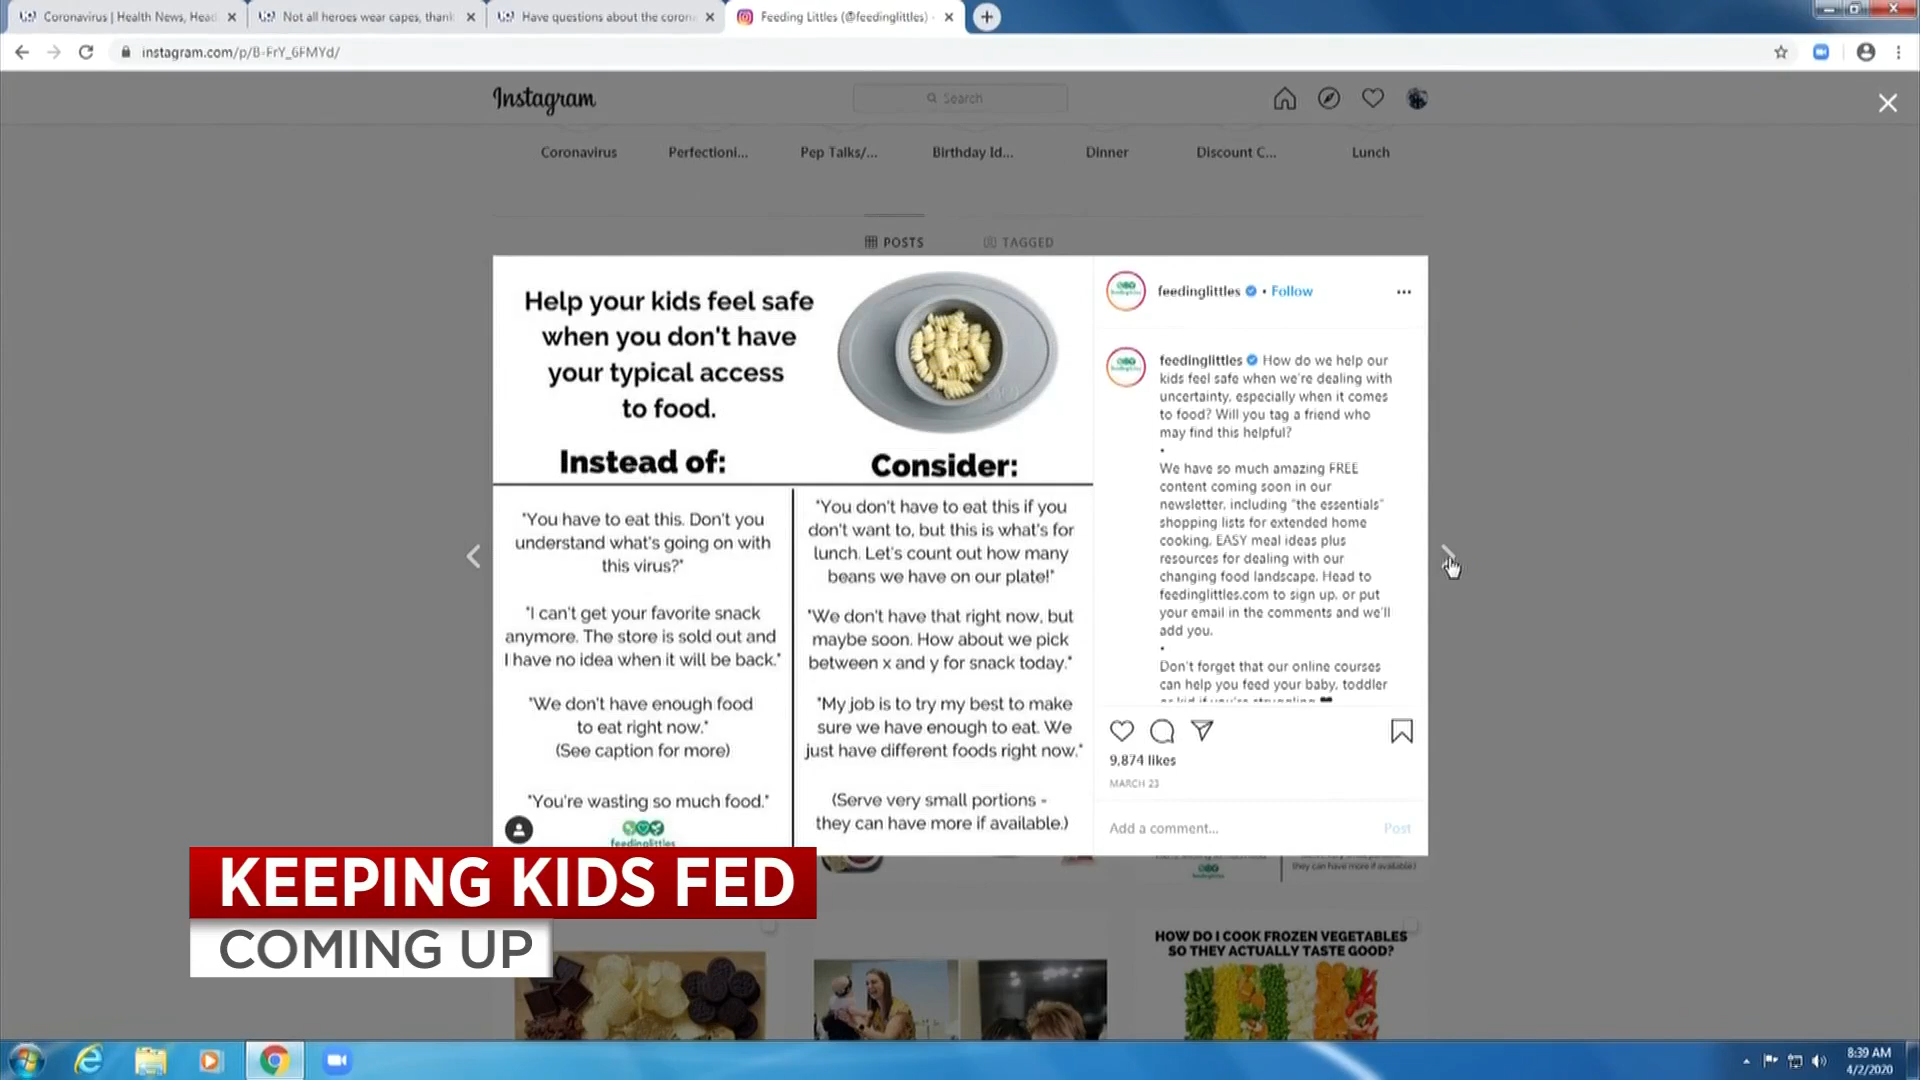 Coronavirus | Health News, Head
Not all heroes wear capes, thank
Have questions about the coron
Feeding Littles (@feedinglittles) ·
instagram.com/p/B-FrY_6FMYd/
Instagram
Search
Coronavirus
Perfectioni...
Pep Talks/...
Birthday Id...
Dinner
Discount C...
Lunch
POSTS
TAGGED
Help your kids feel safe
when you don't have
your typical access
to food.
Instead of:
"You have to eat this. Don't you
understand what's going on with
this virus?"
"I can't get your favorite snack
anymore. The store is sold out and
I have no idea when it will be back."
"We don't have enough food
to eat right now."
(See caption for more)
"You're wasting so much food."
feedinglittles
Consider:
"You don't have to eat this if you
don't want to, but this is what's for
lunch. Let's count out how many
beans we have on our plate!"
"We don't have that right now, but
maybe soon. How about we pick
between x and y for snack today."
"My job is to try my best to make
sure we have enough to eat. We
just have different foods right now."
(Serve very small portions -
they can have more if available.)
feedinglittles • Follow
feedinglittles How do we help our
kids feel safe when we're dealing with
uncertainty, especially when it comes
to food? Will you tag a friend who
may find this helpful?
•
We have so much amazing FREE
content coming soon in our
newsletter, including "the essentials"
shopping lists for extended home
cooking, EASY meal ideas plus
resources for dealing with our
changing food landscape. Head to
feedinglittles.com to sign up, or put
your email in the comments and we'll
add you.
•
Don't forget that our online courses
can help you feed your baby, toddler
or kid if you're struggling
9,874 likes
MARCH 23
Add a comment...
Post
they can have more if available.)
KEEPING KIDS FED
COMING UP
HOW DO I COOK FROZEN VEGETABLES
SO THEY ACTUALLY TASTE GOOD?
8:39 AM
4/2/2020